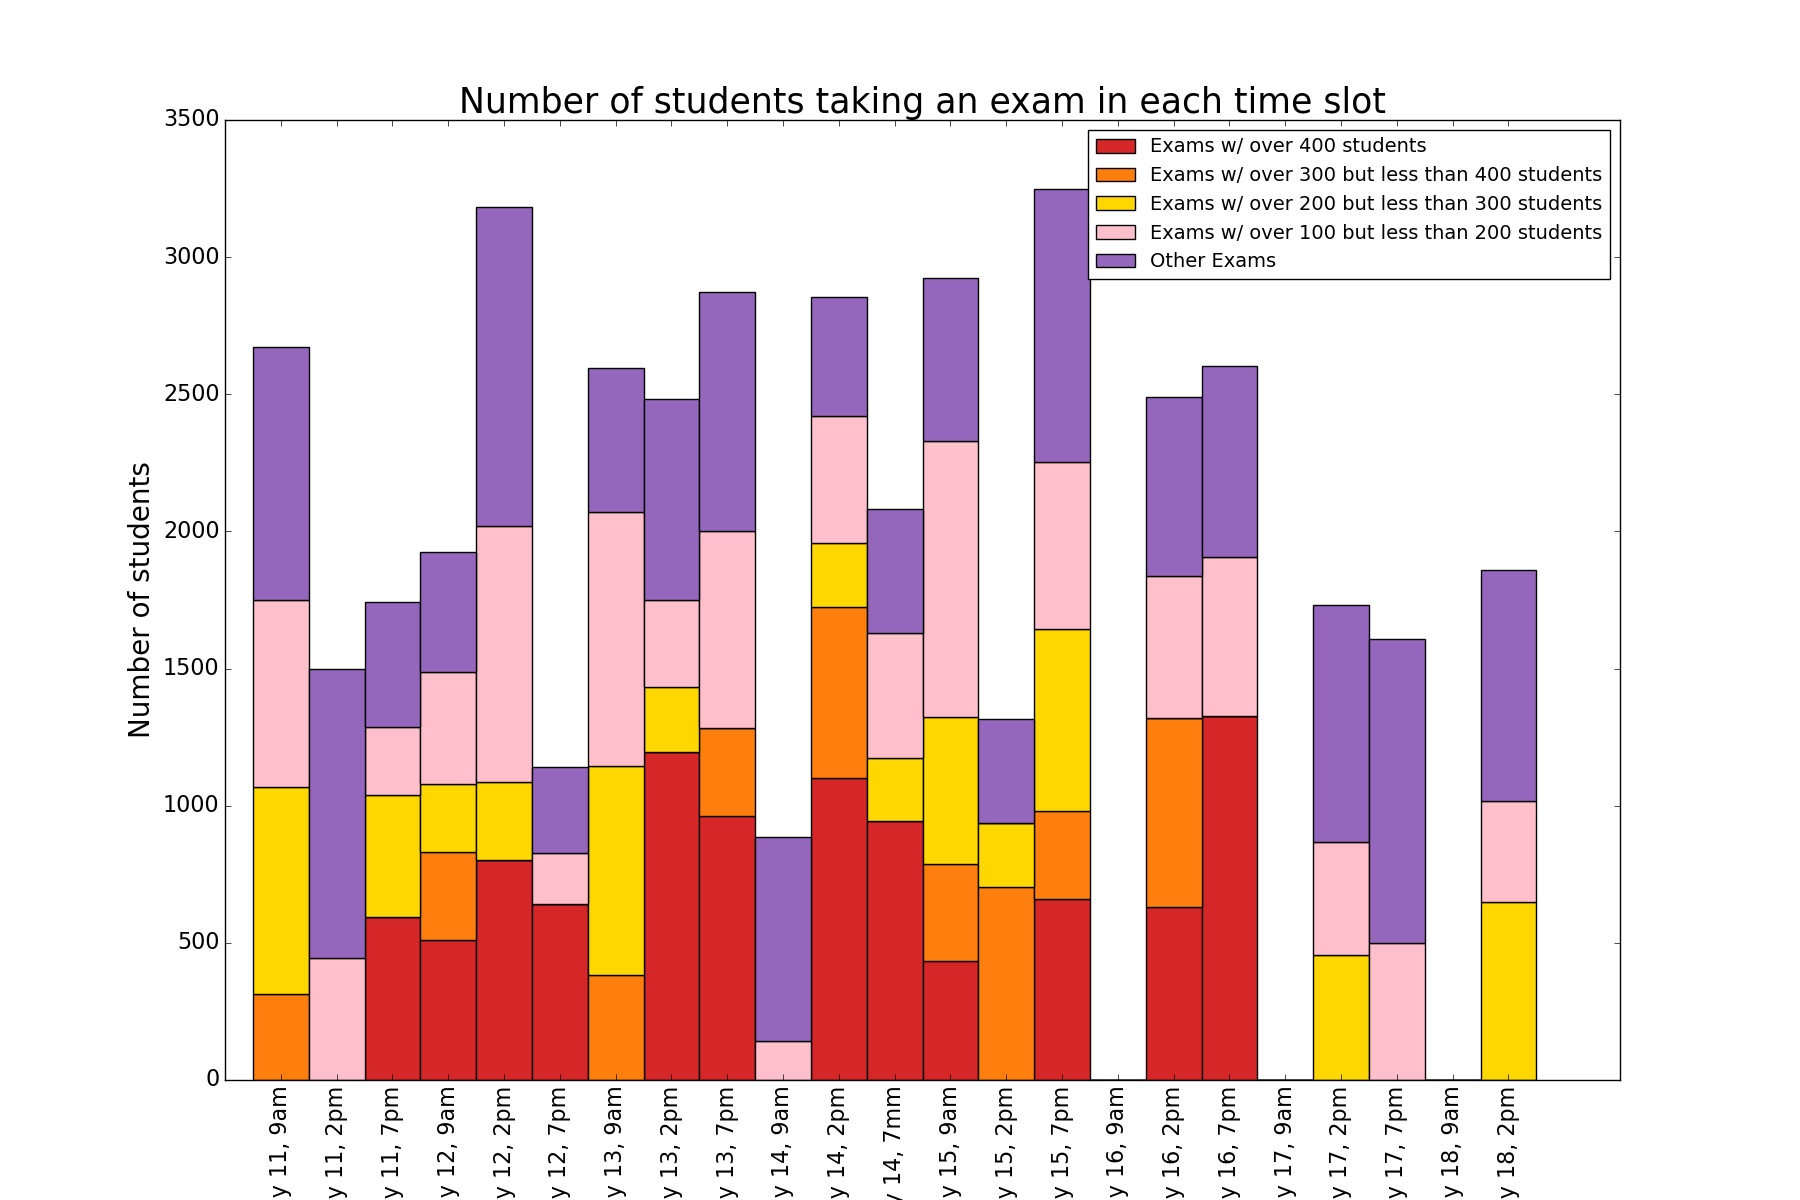 Number of students taking an exam in each time slot
Exams w/ over 400 students
Exams w/ over 300 but less than 400 students
Exams w/ over 200 but less than 300 students
Exams w/ over 100 but less than 200 students
Other Exams
Number of students
3500
3000
2500
2000
1500
1000
500
0
y 11, 9am
y 11, 2pm
y 11, 7pm
y 12, 9am
y 12, 2pm
y 12, 7pm
y 13, 9am
y 13, 2pm
y 13, 7pm
y 14, 9am
y 14, 2pm
y 14, 7mm
y 15, 9am
y 15, 2pm
y 15, 7pm
y 16, 9am
y 16, 2pm
y 16, 7pm
y 17, 9am
y 17, 2pm
y 17, 7pm
y 18, 9am
y 18, 2pm